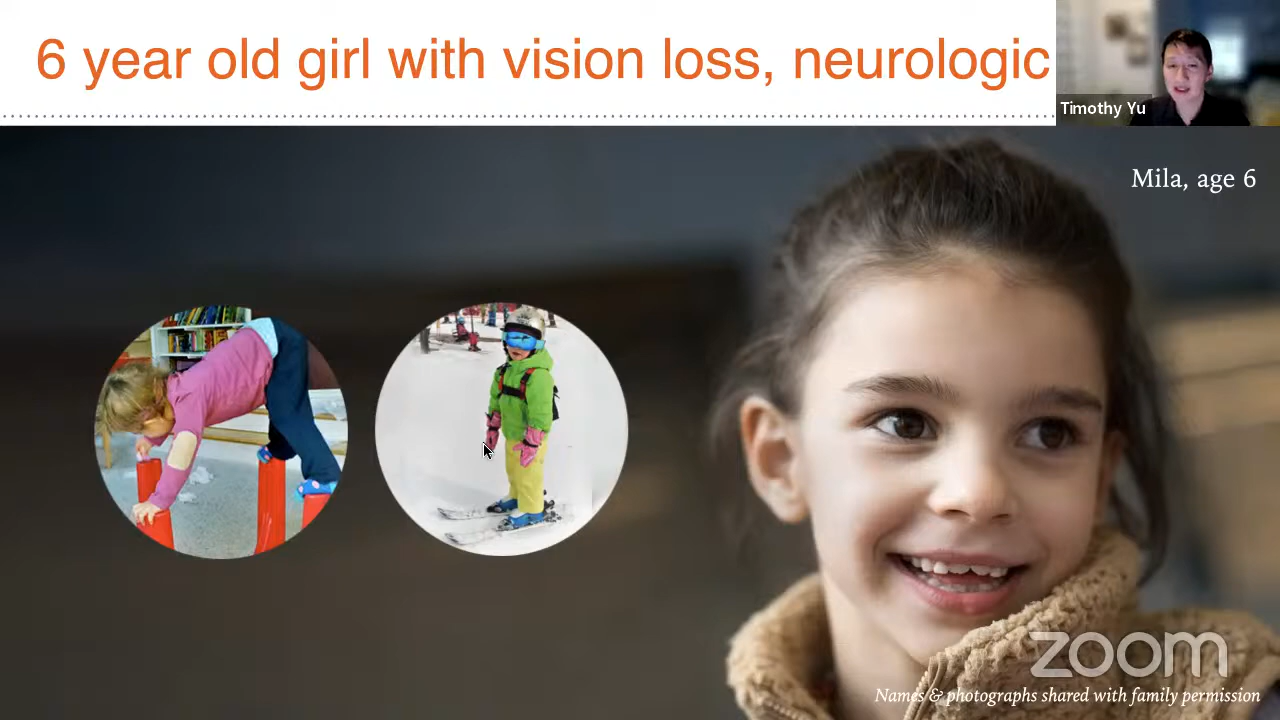 6 year old girl with vision loss, neurologic
Timothy Yu
Mila, age 6
zoom
Names & photographs shared with family permission